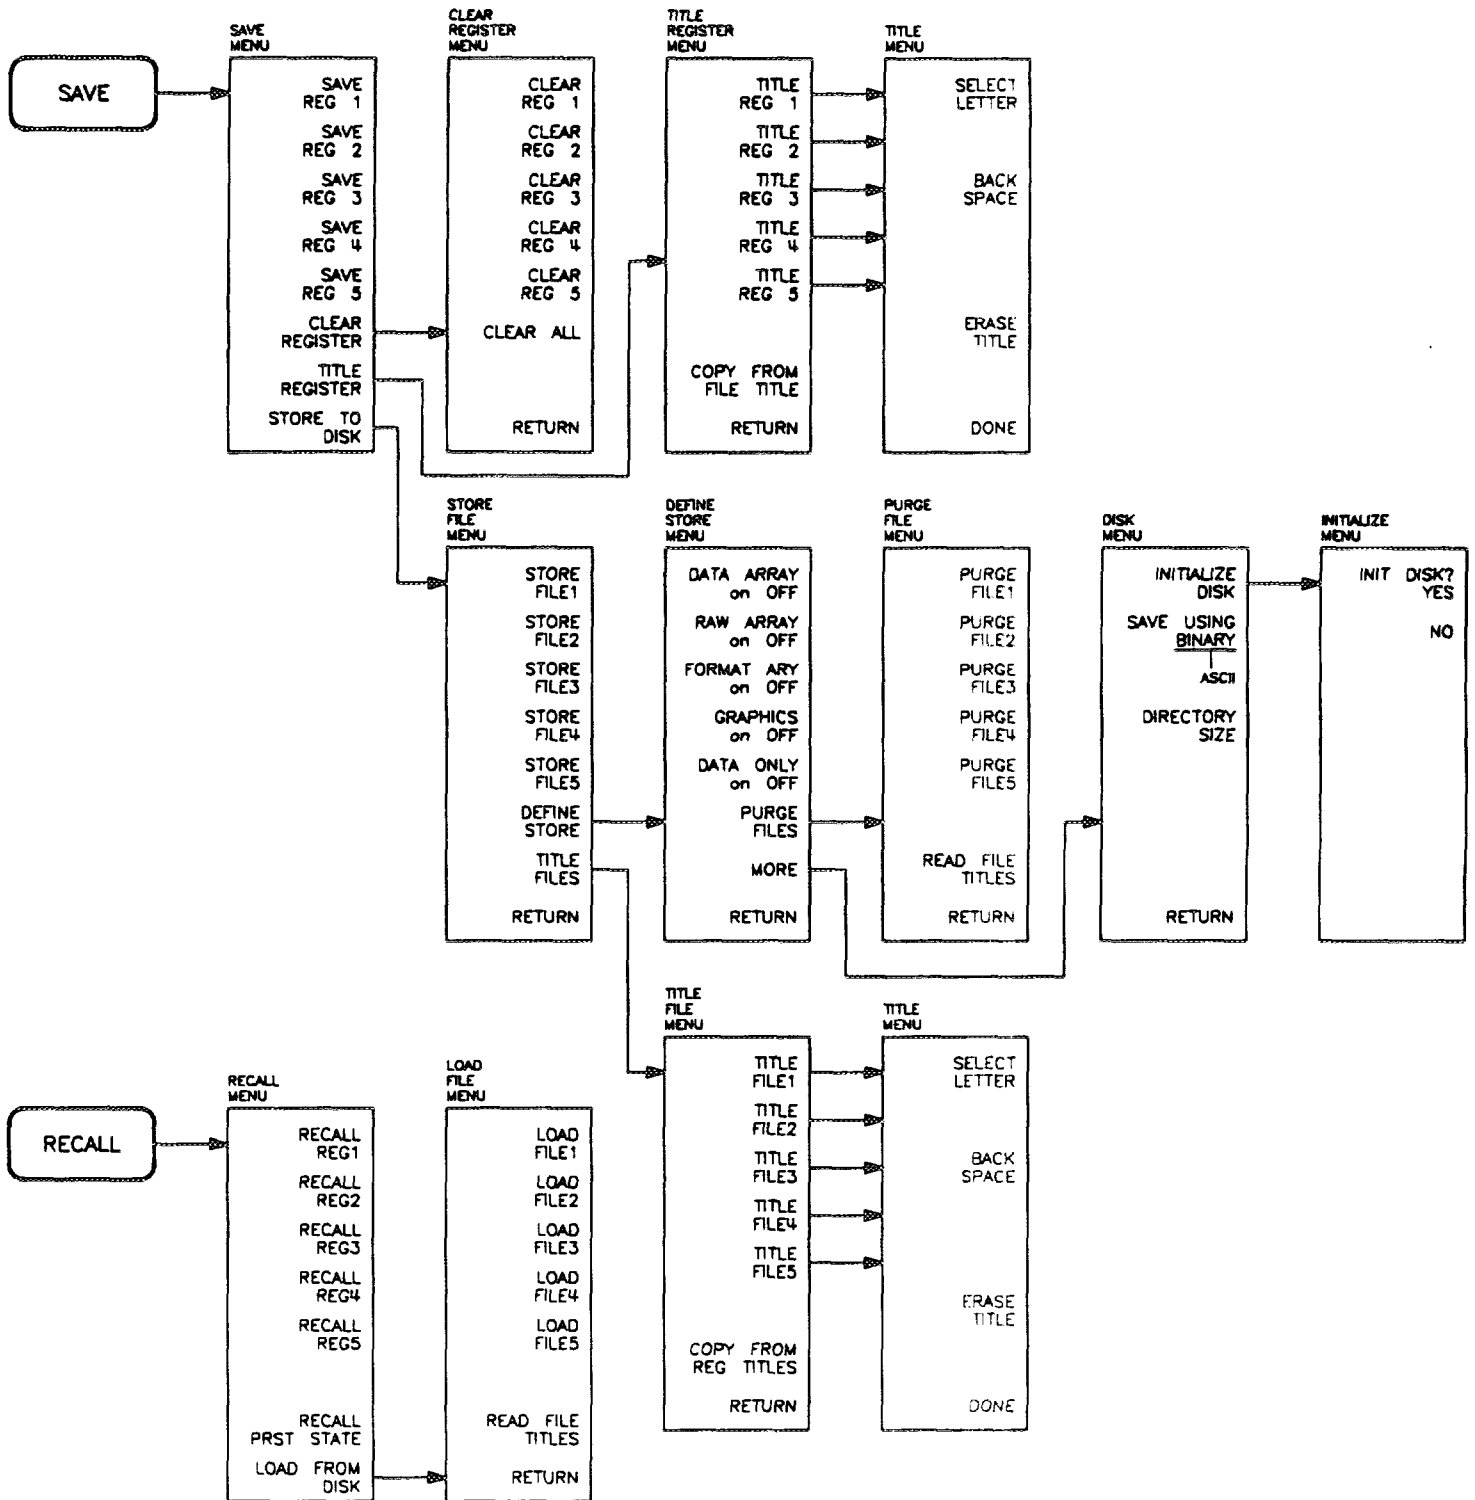 SAVE
SAVE
MENU
SAVE
REG 1
SAVE
REG 2
SAVE
REG 3
SAVE
REG 4
SAVE
REG 5
CLEAR
REGISTER
TITLE
REGISTER
STORE TO
DISK
CLEAR
REGISTER
MENU
CLEAR
REG 1
CLEAR
REG 2
CLEAR
REG 3
CLEAR
REG 4
CLEAR
REG 5
CLEAR ALL
RETURN
TITLE
REGISTER
MENU
TITLE
REG 1
TITLE
REG 2
TITLE
REG 3
TITLE
REG 4
TITLE
REG 5
COPY FROM
FILE TITLE
RETURN
TITLE
MENU
SELECT
LETTER
BACK
SPACE
ERASE
TITLE
DONE
STORE
FILE
MENU
STORE
FILE1
STORE
FILE2
STORE
FILE3
STORE
FILE4
STORE
FILE5
DEFINE
STORE
TITLE
FILES
RETURN
DEFINE
STORE
MENU
DATA ARRAY
on OFF
RAW ARRAY
on OFF
FORMAT ARY
on OFF
GRAPHICS
on OFF
DATA ONLY
on OFF
PURGE
FILES
MORE
RETURN
PURGE
FILE
MENU
PURGE
FILE1
PURGE
FILE2
PURGE
FILE3
PURGE
FILE4
PURGE
FILE5
READ FILE
TITLES
RETURN
DISK
MENU
INITIALIZE
DISK
SAVE USING
BINARY
ASCII
DIRECTORY
SIZE
RETURN
INITIALIZE
MENU
INIT DISK?
YES
NO
TITLE
FILE
MENU
TITLE
FILE1
TITLE
FILE2
TITLE
FILE3
TITLE
FILE4
TITLE
FILE5
COPY FROM
REG TITLES
RETURN
TITLE
MENU
SELECT
LETTER
BACK
SPACE
ERASE
TITLE
DONE
RECALL
RECALL
MENU
RECALL
REG1
RECALL
REG2
RECALL
REG3
RECALL
REG4
RECALL
REG5
RECALL
PRST STATE
LOAD FROM
DISK
LOAD
FILE
MENU
LOAD
FILE1
LOAD
FILE2
LOAD
FILE3
LOAD
FILE4
LOAD
FILE5
READ FILE
TITLES
RETURN